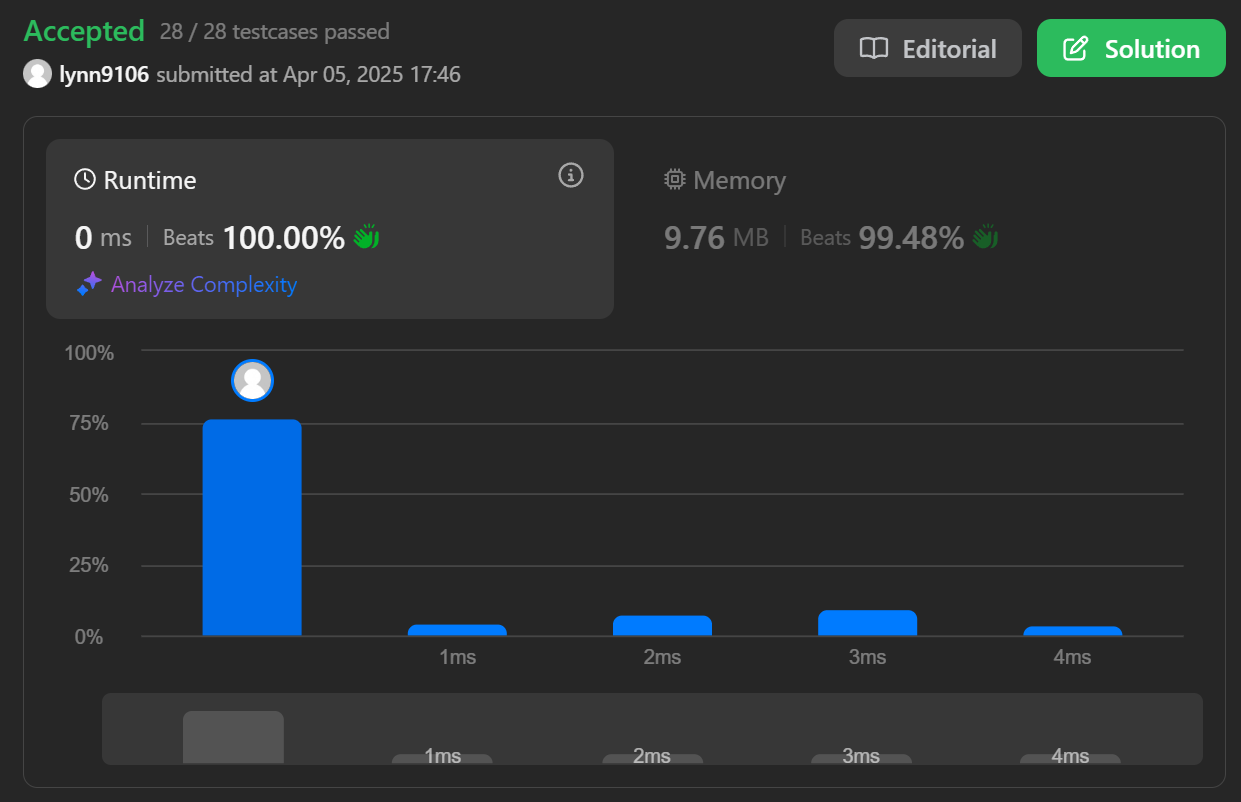 Accepted 28 / 28 testcases passed
lynn9106 submitted at Apr 05, 2025 17:46
Editorial
Solution
Runtime
0 ms Beats 100.00%
Analyze Complexity
Memory
9.76 MB Beats 99.48%
100%
75%
50%
25%
0%
1ms 2ms 3ms 4ms
1ms 2ms 3ms 4ms